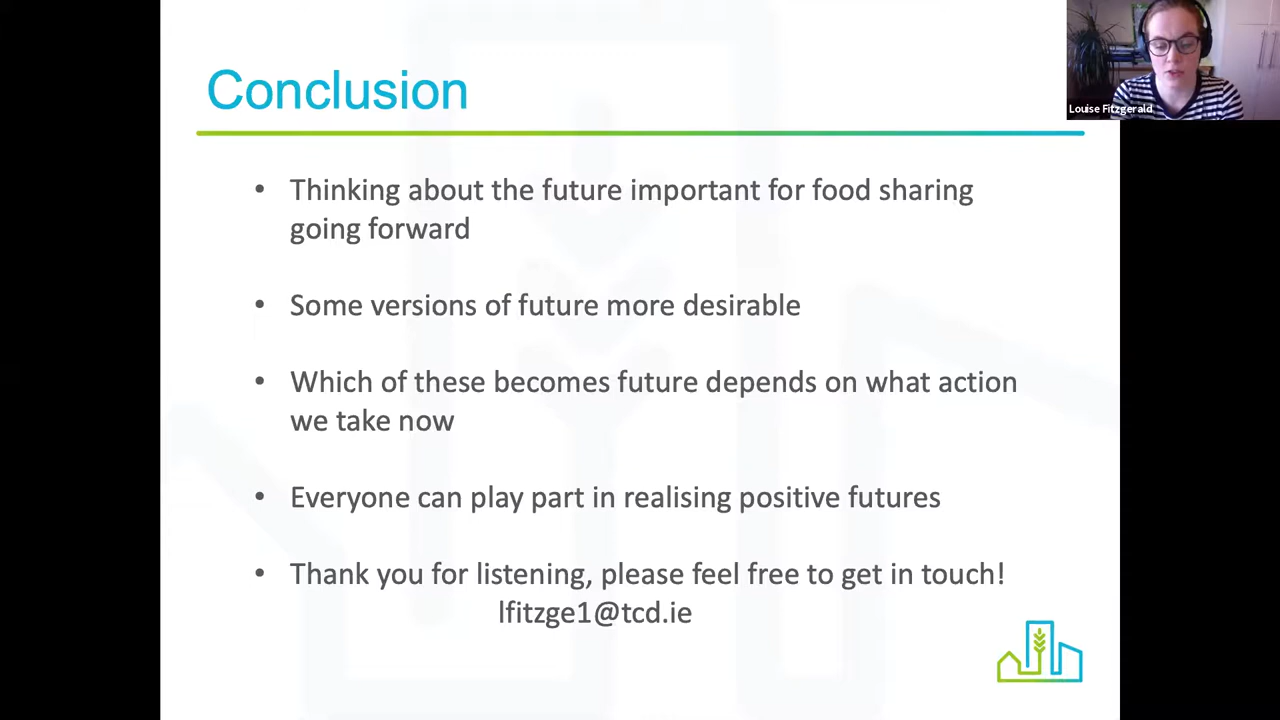 Conclusion
Louise Fitzgerald
• Thinking about the future important for food sharing
going forward
• Some versions of future more desirable
• Which of these becomes future depends on what action
we take now
• Everyone can play part in realising positive futures
• Thank you for listening, please feel free to get in touch!
lfitzge1@tcd.ie